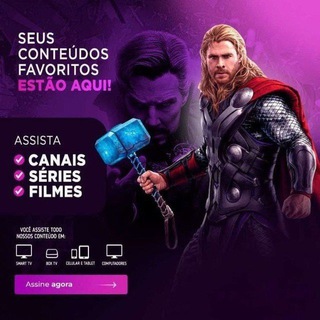 SEUS
CONTEÚDOS
FAVORITOS
ESTÃO AQUI!
ASSISTA
CANAIS
SÉRIES
FILMES
VOCÊ ASSISTE TODO
NOSSOS CONTEÚDO EM:
SMART TV
BOX TV
CELULAR E TABLET
COMPUTADORES
Assine agora